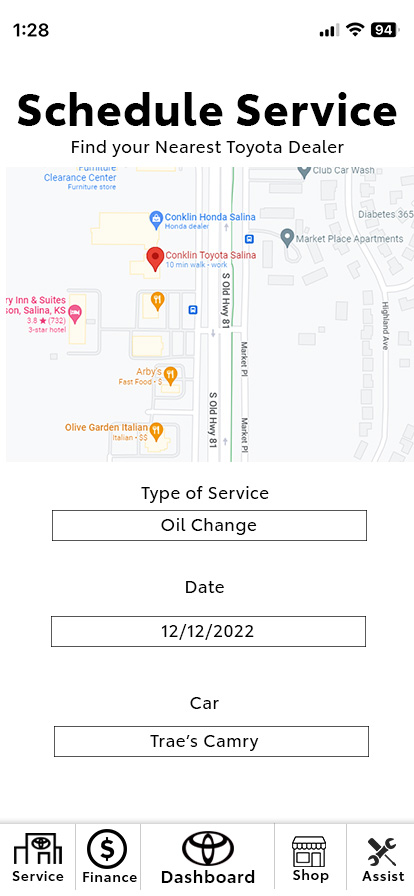 1:28
94
Schedule Service
Find your Nearest Toyota Dealer
Furniture
Clearance Center
Furniture store
Club Car Wash
Conklin Honda Salina
Honda dealer
Diabetes 365
Market Place Apartments
Conklin Toyota Salina
10 min walk - work
S Old Hwy 81
ry Inn & Suites
son, Salina, KS
3.8 ★ (732)
3-star hotel
Highland Ave
Market Pl
Arby's
Fast Food · $
S Old Hwy 81
Market Pl
Olive Garden Italian
Italian · $$
Type of Service
Oil Change
Date
12/12/2022
Car
Trae’s Camry
Service
Finance
Dashboard
Shop
Assist